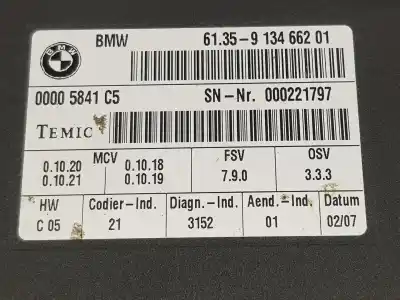 BMW
BMW 61.35-9 134 662 01
0000 5841 C5 SN-Nr. 000221797
TEMIC
MCV FSV OSV
0.10.20 0.10.18 7.9.0 3.3.3
0.10.21 0.10.19
HW Codier-Ind. Diagn.-Ind. Aend.-Ind. Datum
C 05 21 3152 01 02/07